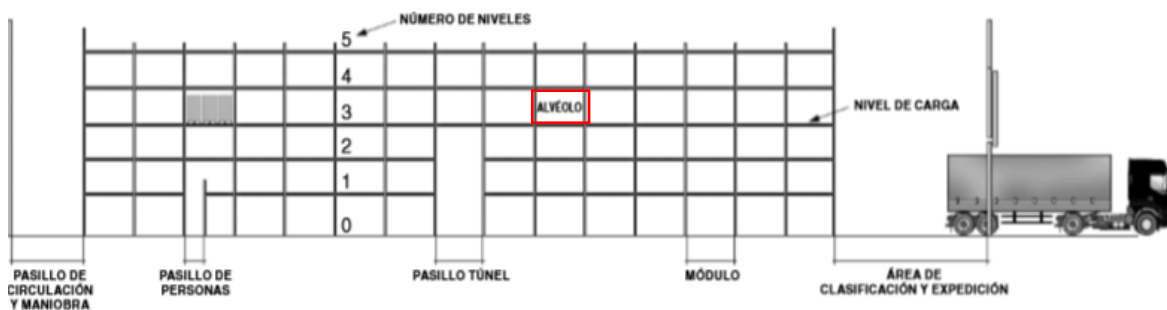 NÚMERO DE NIVELES
5
4
ALVÉOLO
3
NIVEL DE CARGA
2
1
0
PASILLO DE
CIRCULACIÓN
Y MANIOBRA
PASILLO DE
PERSONAS
PASILLO TÚNEL
MÓDULO
ÁREA DE
CLASIFICACIÓN Y EXPEDICIÓN